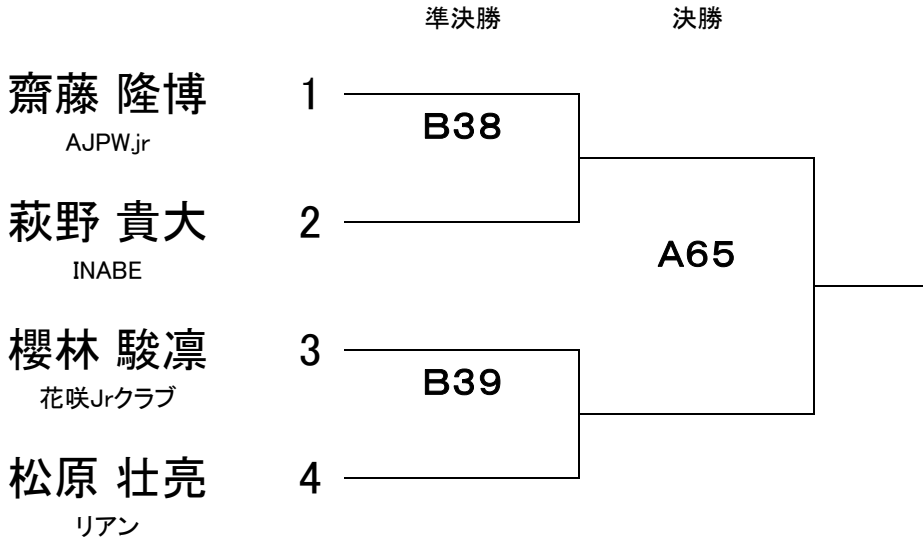 準決勝 決勝
齋藤 隆博 1
B38
AJPW.jr
萩野 貴大 2
A65
INABE
櫻林 駿凛 3
B39
花咲Jrクラブ
松原 壮亮 4
リアン